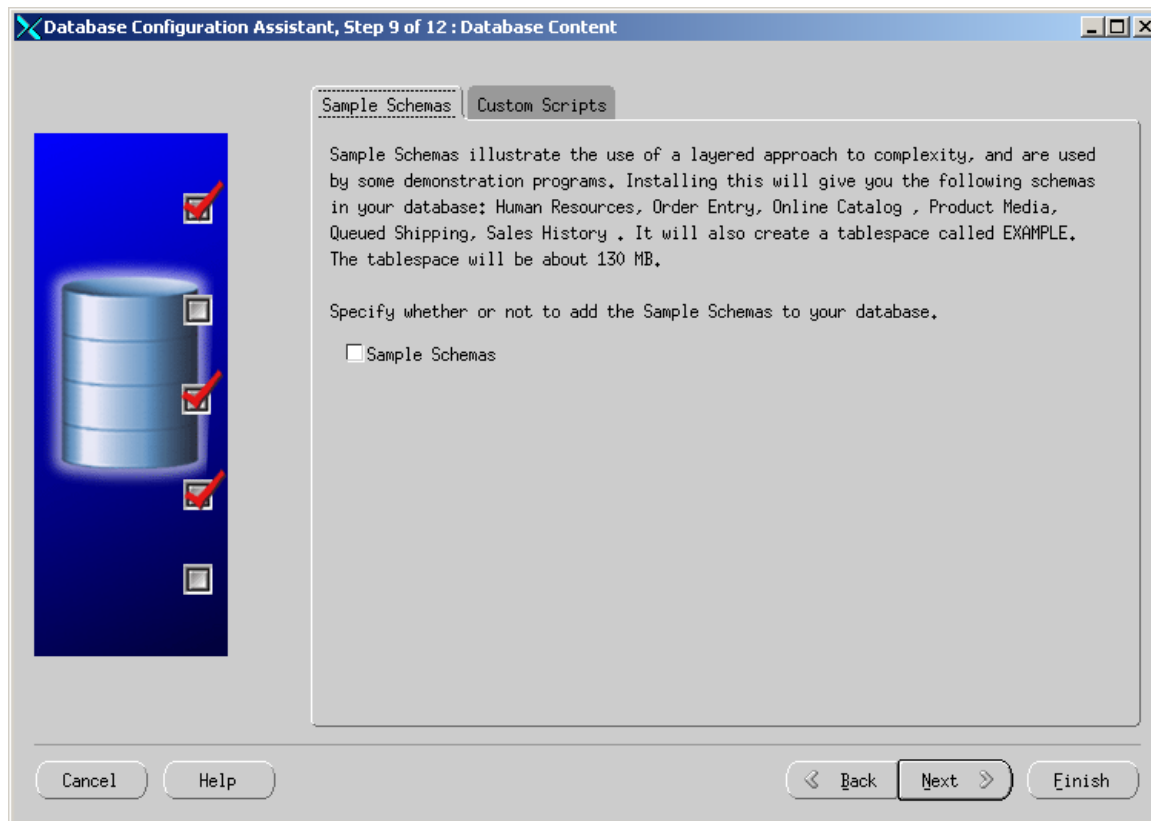 Database Configuration Assistant, Step 9 of 12 : Database Content
Sample Schemas
Custom Scripts
Sample Schemas illustrate the use of a layered approach to complexity, and are used
by some demonstration programs. Installing this will give you the following schemas
in your database: Human Resources, Order Entry, Online Catalog , Product Media,
Queued Shipping, Sales History . It will also create a tablespace called EXAMPLE.
The tablespace will be about 130 MB.
Specify whether or not to add the Sample Schemas to your database.
Sample Schemas
Cancel
Help
Back
Next
Finish